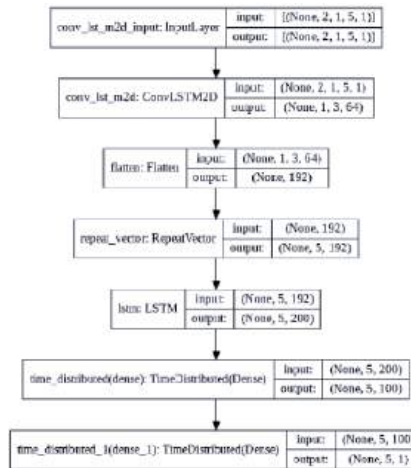 conv_lst_m2d_input: InputLayer
input: [(None, 2, 1, 5, 1)]
output: [(None, 2, 1, 5, 1)]
conv_lst_m2d: ConvLSTM2D
input: (None, 2, 1, 5, 1)
output: (None, 1, 3, 64)
flatten: Flatten
input: (None, 1, 3, 64)
output: (None, 192)
repeat_vector: RepeatVector
input: (None, 192)
output: (None, 5, 192)
lstm: LSTM
input: (None, 5, 192)
output: (None, 5, 200)
time_distributed(dense): TimeDistributed(Dense)
input: (None, 5, 200)
output: (None, 5, 100)
time_distributed_1(dense_1): TimeDistributed(Dense)
input: (None, 5, 100
output: (None, 5, 1)